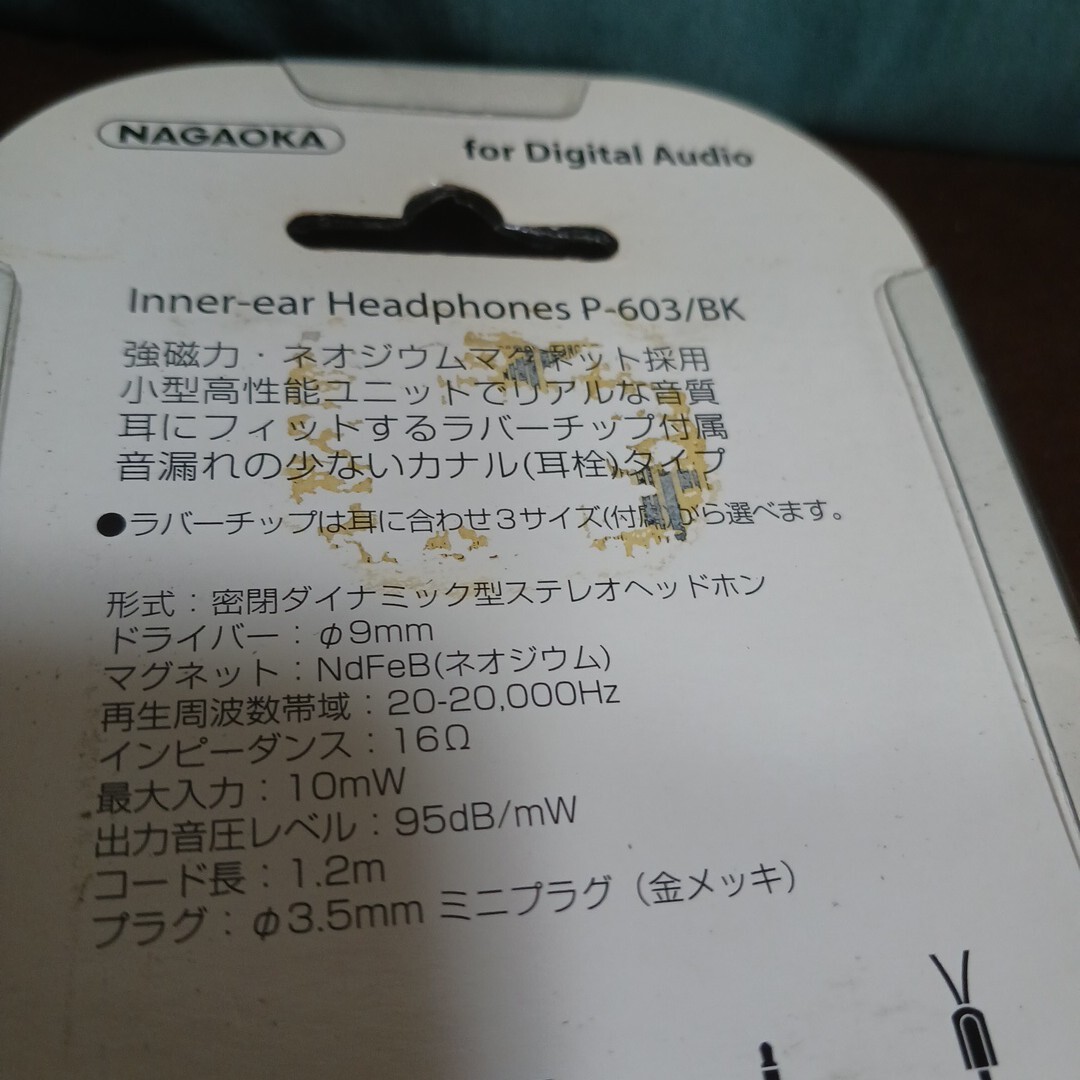 NAGAOKA
for Digital Audio
Inner-ear Headphones P-603/BK
強磁力・ネオジウムマグネット採用
小型高性能ユニットでリアルな音質
耳にフィットするラバーチップ付属
音漏れの少ないカナル(耳栓)タイプ
●ラバーチップは耳に合わせ3サイズ(付属)から選べます。
形式：密閉ダイナミック型ステレオヘッドホン
ドライバー：φ9mm
マグネット：NdFeB(ネオジウム)
再生周波数帯域：20-20,000Hz
インピーダンス：16Ω
最大入力：10mW
出力音圧レベル：95dB/mW
コード長：1.2m
プラグ：φ3.5mm ミニプラグ（金メッキ）